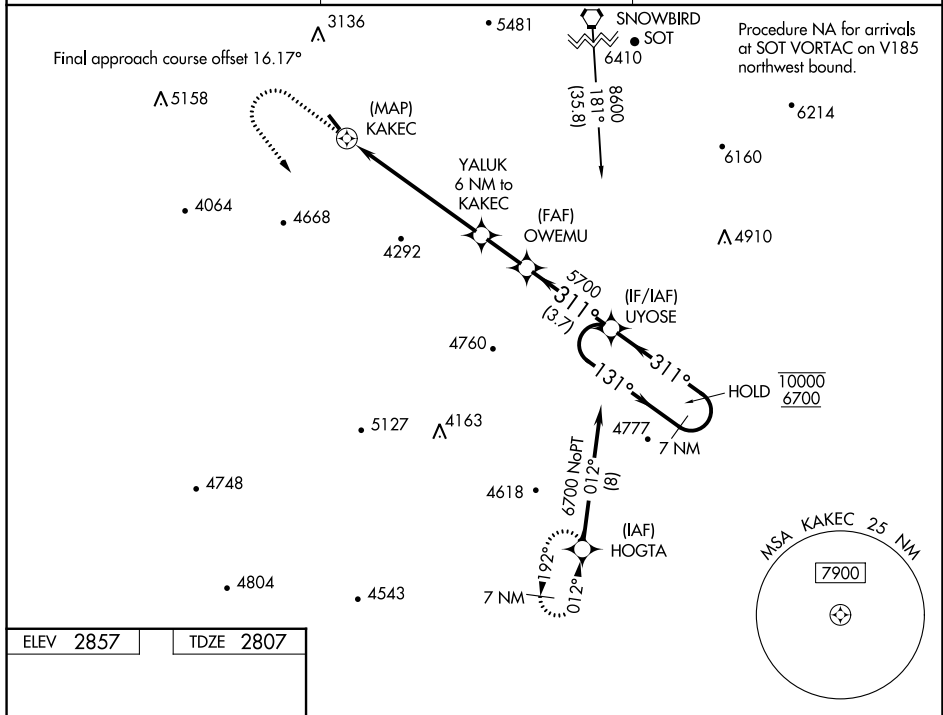 3136
5481
SNOWBIRD
SOT
6410
Procedure NA for arrivals
at SOT VORTAC on V185
northwest bound.
Final approach course offset 16.17°
5158
(MAP)
KAKEC
8600
181°
(35.8)
6214
6160
YALUK
6 NM to
KAKEC
4064
4668
4292
(FAF)
OWEMU
4910
5700
311°
(3.7)
(IF/IAF)
UYOSE
4760
311°
131°
HOLD
10000
6700
5127
4163
4777
7 NM
4748
4618
6700 NoPT
012°
(8)
(IAF)
HOGTA
192°
012°
7 NM
4804
4543
MSA KAKEC 25 NM
7900
ELEV 2857
TDZE 2807